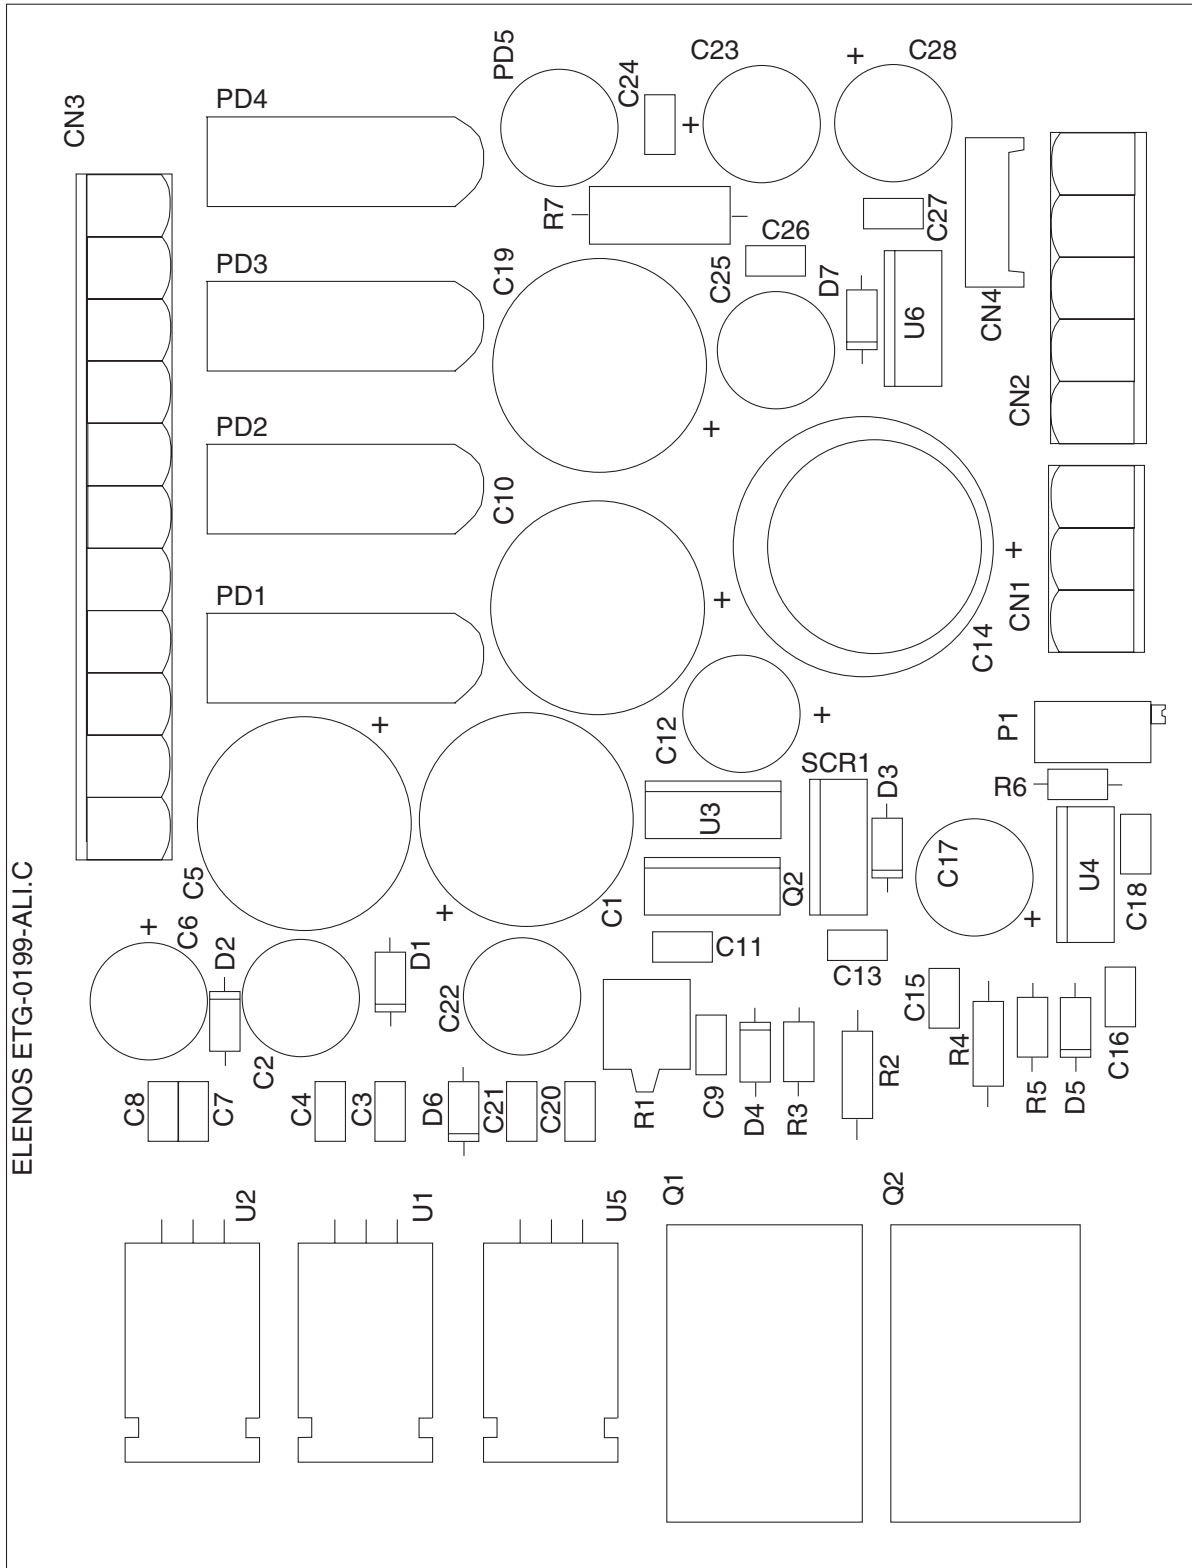 CN3
PD4
PD5
C24
C23
+
C28
+
R7
C27
C26
C19
PD3
C25
D7
U6
CN4
CN2
+
PD2
C10
+
CN1
PD1
+
C14
+
C12
+
P1
SCR1
D3
R6
U3
C17
U4
C18
C5
+
C1
Q2
+
C6
+
D2
D1
C11
C13
C22
C15
C2
R4
R2
C16
C8
C7
C4
C3
D6
C21
C20
R1
C9
D4
R3
R5
D5
ELENOS ETG-0199-ALI.C
U2
U1
U5
Q1
Q2